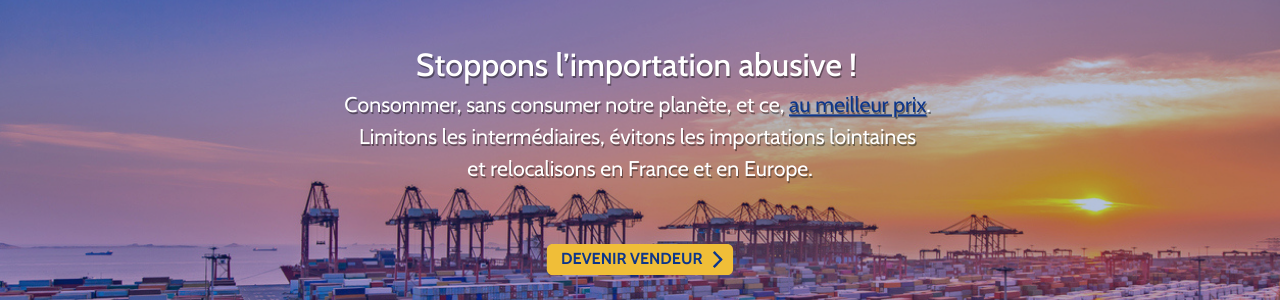 Stoppons l’importation abusive !
Consommer, sans consumer notre planète, et ce, au meilleur prix.
Limitons les intermédiaires, évitons les importations lointaines
et relocalisons en France et en Europe.
DEVENIR VENDEUR